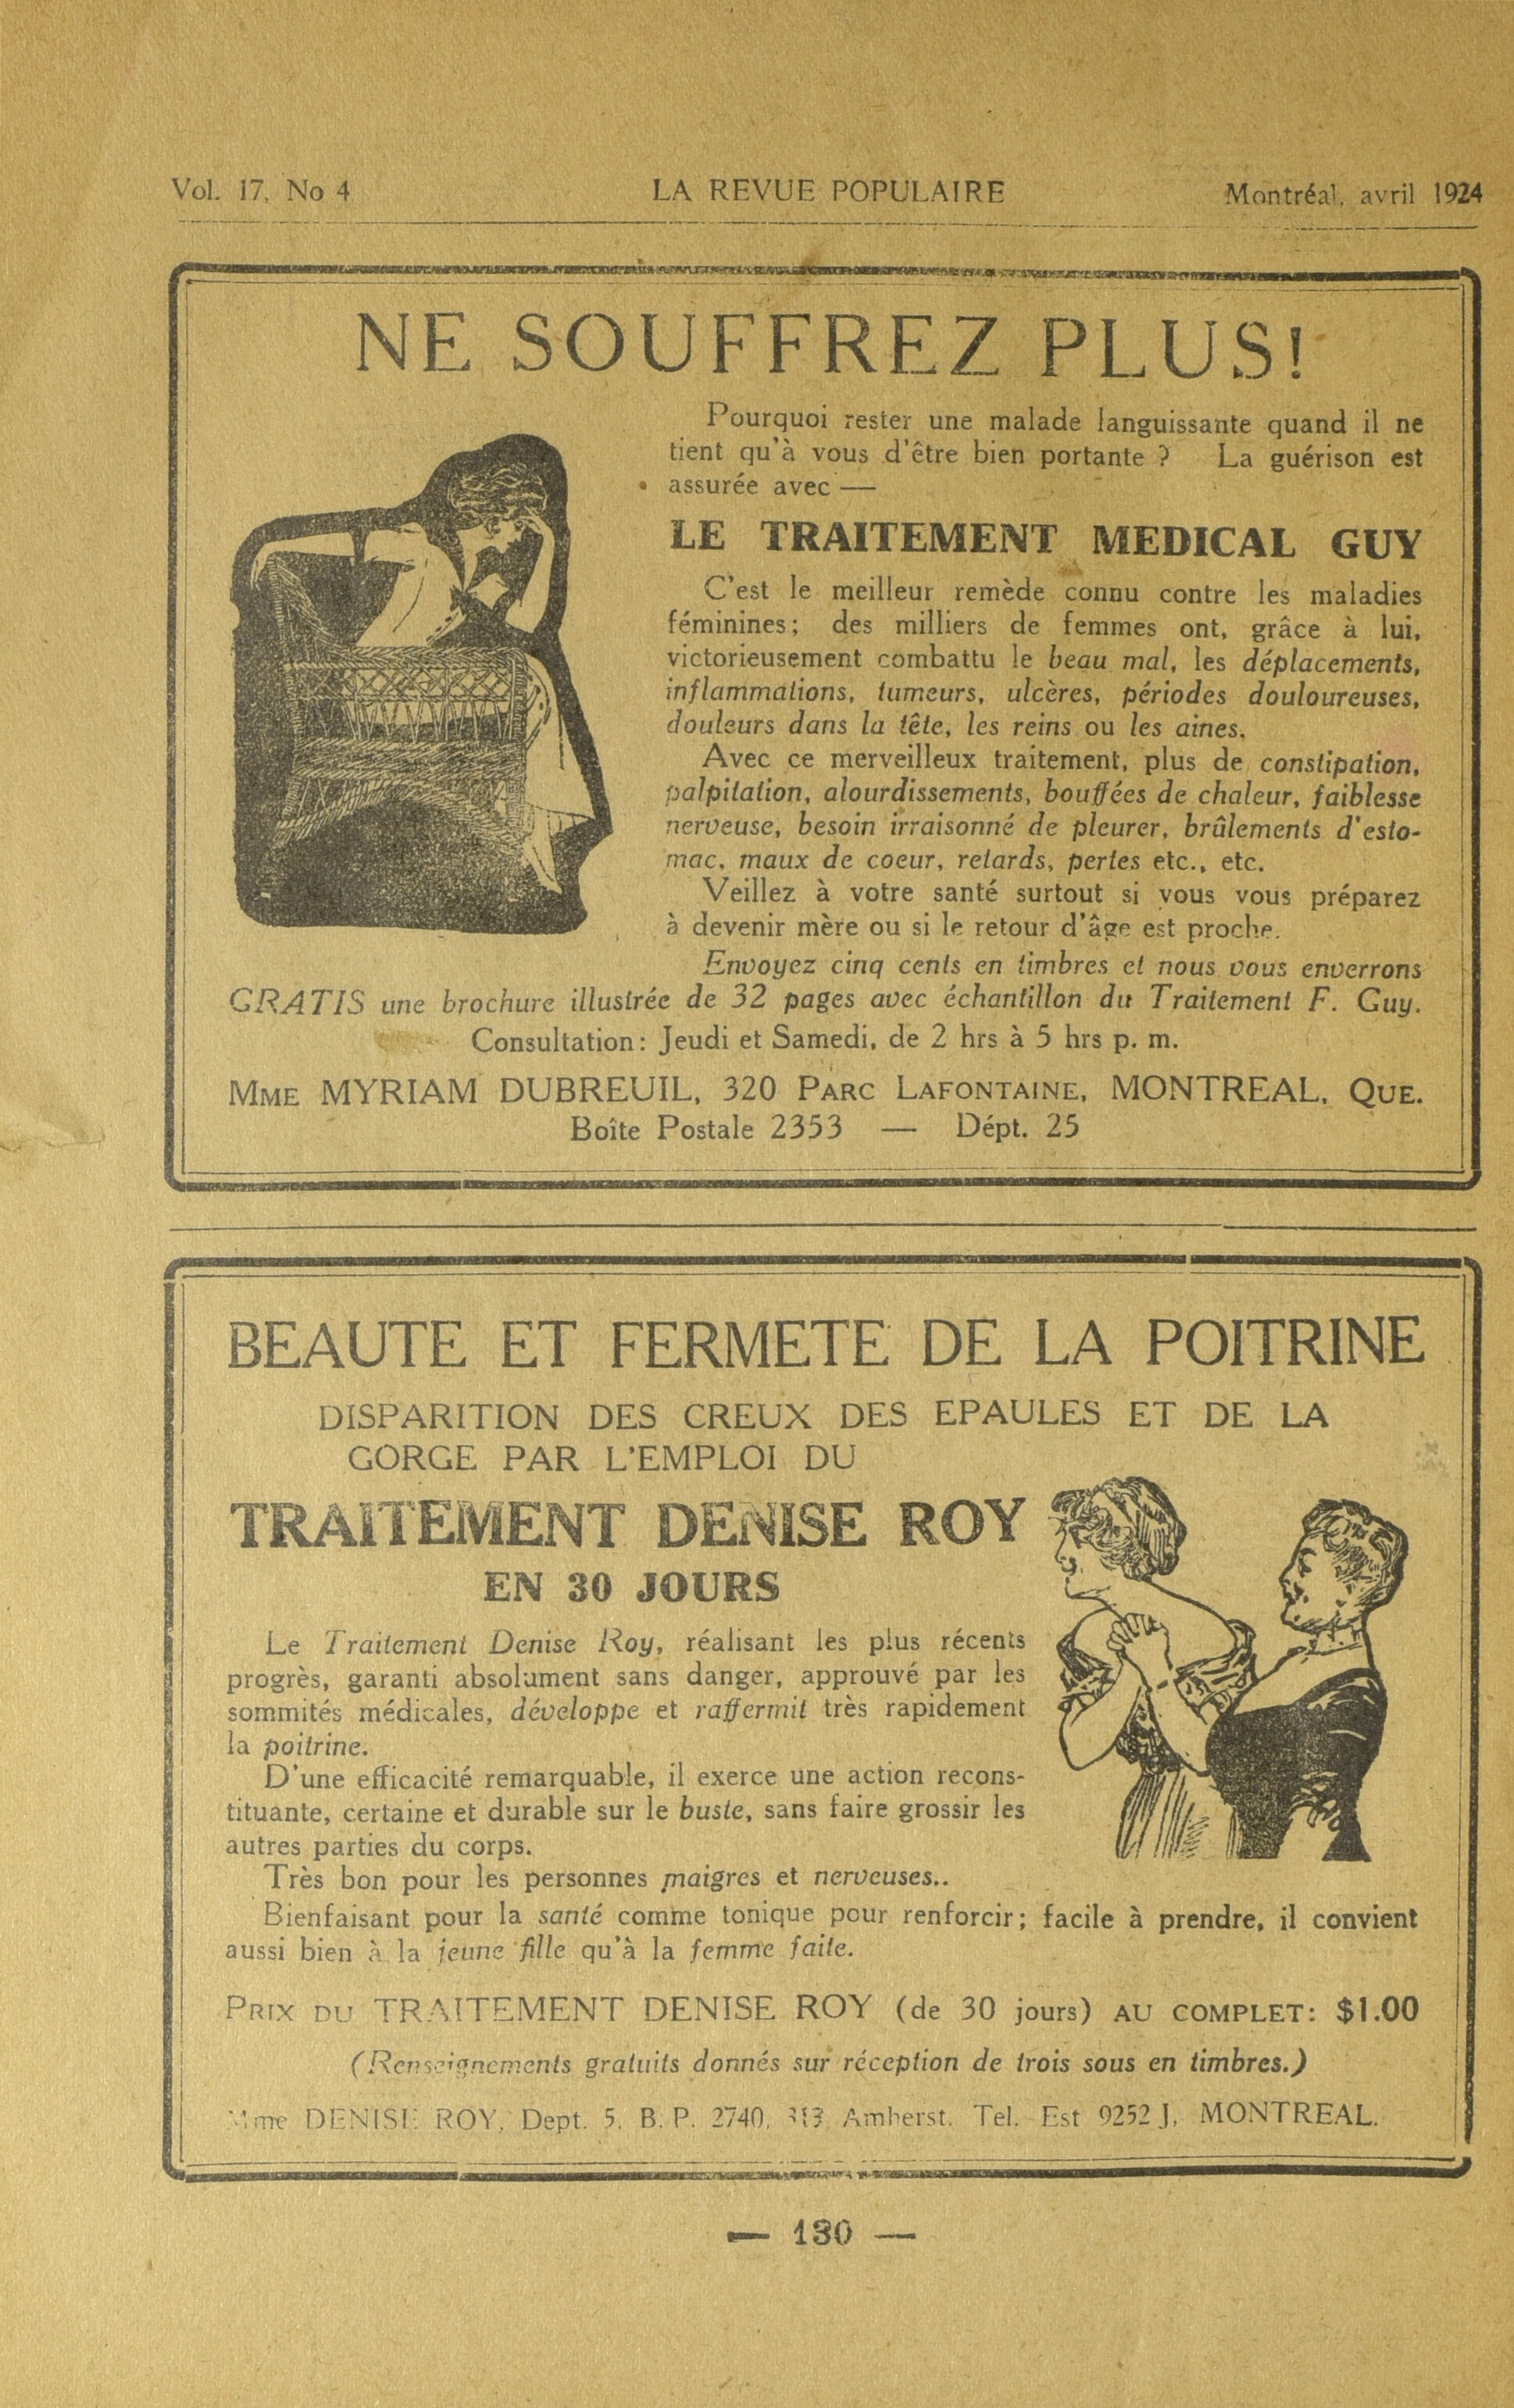 Vol. 17, No 4 LA REVUE POPULAIRE Montréal, avril 1924
NE SOUFFREZ PLUS!
Pourquoi rester une malade languissante quand il ne
tient qu'à vous d'être bien portante ? La guérison est
assurée avec —
LE TRAITEMENT MEDICAL GUY
C'est le meilleur remède connu contre les maladies
féminines; des milliers de femmes ont, grâce à lui,
victorieusement combattu le beau mal, les déplacements,
inflammations, tumeurs, ulcères, périodes douloureuses,
douleurs dans la tête, les reins ou les aines.
Avec ce merveilleux traitement, plus de constipation,
palpitation, alourdissements, bouffées de chaleur, faiblesse
nerveuse, besoin irraisonné de pleurer, brûlements d'esto-
mac, maux de coeur, retards, pertes etc., etc.
Veillez à votre santé surtout si vous vous préparez
à devenir mère ou si le retour d'âge est proche.
Envoyez cinq cents en timbres et nous vous enverrons
GRATIS une brochure illustrée de 32 pages avec échantillon du Traitement F. Guy.
Consultation: Jeudi et Samedi, de 2 hrs à 5 hrs p. m.
MME MYRIAM DUBREUIL, 320 PARC LAFONTAINE, MONTREAL, QUE.
Boîte Postale 2353 — Dépt. 25
BEAUTE ET FERMETE DE LA POITRINE
DISPARITION DES CREUX DES EPAULES ET DE LA
GORGE PAR L'EMPLOI DU
TRAITEMENT DENISE ROY
EN 30 JOURS
Le Traitement Denise Roy, réalisant les plus récents
progrès, garanti absolument sans danger, approuvé par les
sommités médicales, développe et raffermit très rapidement
la poitrine.
D'une efficacité remarquable, il exerce une action recons-
tituante, certaine et durable sur le buste, sans faire grossir les
autres parties du corps.
Très bon pour les personnes maigres et nerveuses..
Bienfaisant pour la santé comme tonique pour renforcir; facile à prendre, il convient
aussi bien à la jeune fille qu'à la femme faite.
PRIX DU TRAITEMENT DENISE ROY (de 30 jours) AU COMPLET: $1.00
(Renseignements gratuits donnés sur réception de trois sous en timbres.)
Mme DENISE ROY, Dept. 5, B. P. 2740, Amherst. Tel. Est 9252 J, MONTREAL.
— 130 —